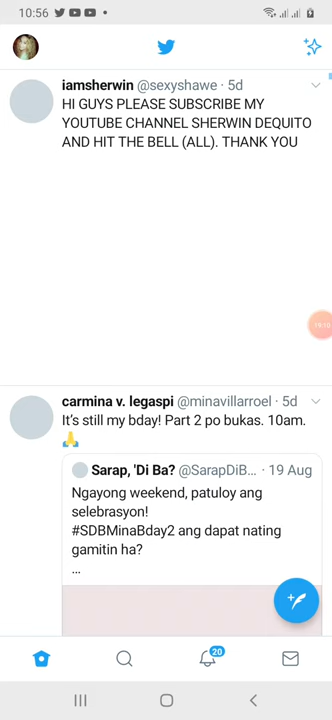 10:56
iamsherwin @sexyshawe · 5d
HI GUYS PLEASE SUBSCRIBE MY
YOUTUBE CHANNEL SHERWIN DEQUITO
AND HIT THE BELL (ALL). THANK YOU
19:10
carmina v. legaspi @minavillarroel · 5d
It's still my bday! Part 2 po bukas. 10am.
🙏
Sarap, 'Di Ba? @SarapDiB... · 19 Aug
Ngayong weekend, patuloy ang
selebrasyon!
#SDBMinaBday2 ang dapat nating
gamitin ha?
...
20